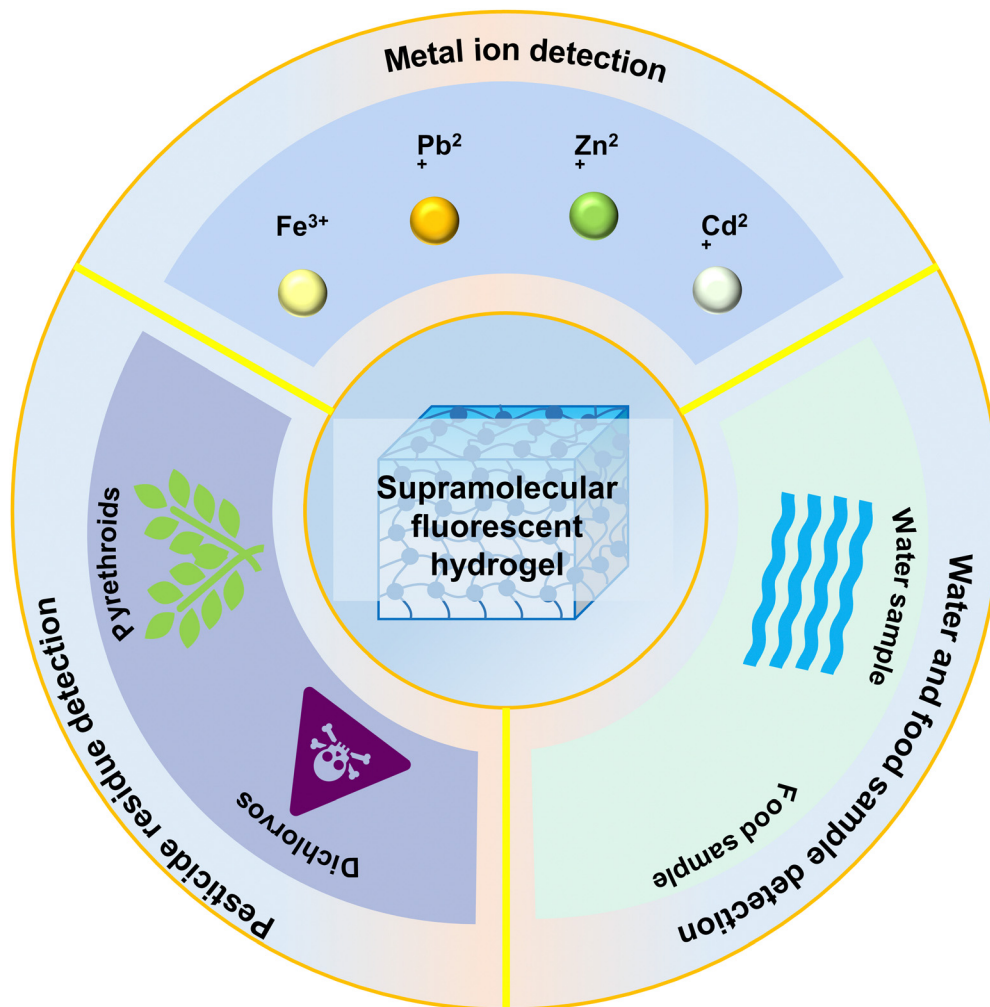 Metal ion detection
Fe³⁺
Pb²
+
Zn²
+
Cd²
+
Supramolecular
fluorescent
hydrogel
Pyrethroids
Dichlorvos
Pesticide residue detection
Water sample
Food sample
Water and food sample detection